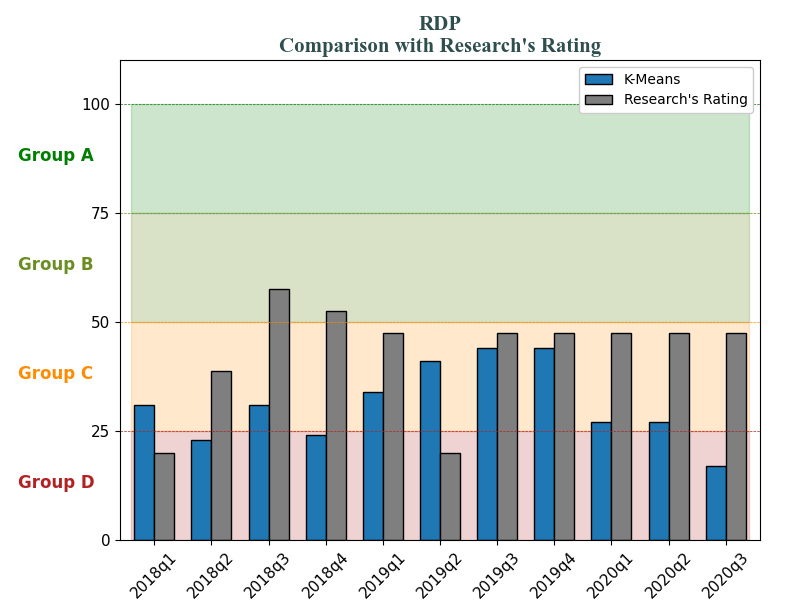 RDP
Comparison with Research's Rating
K-Means
Research's Rating
100
Group A
75
Group B
50
Group C
25
Group D
0
2018q1
2018q2
2018q3
2018q4
2019q1
2019q2
2019q3
2019q4
2020q1
2020q2
2020q3